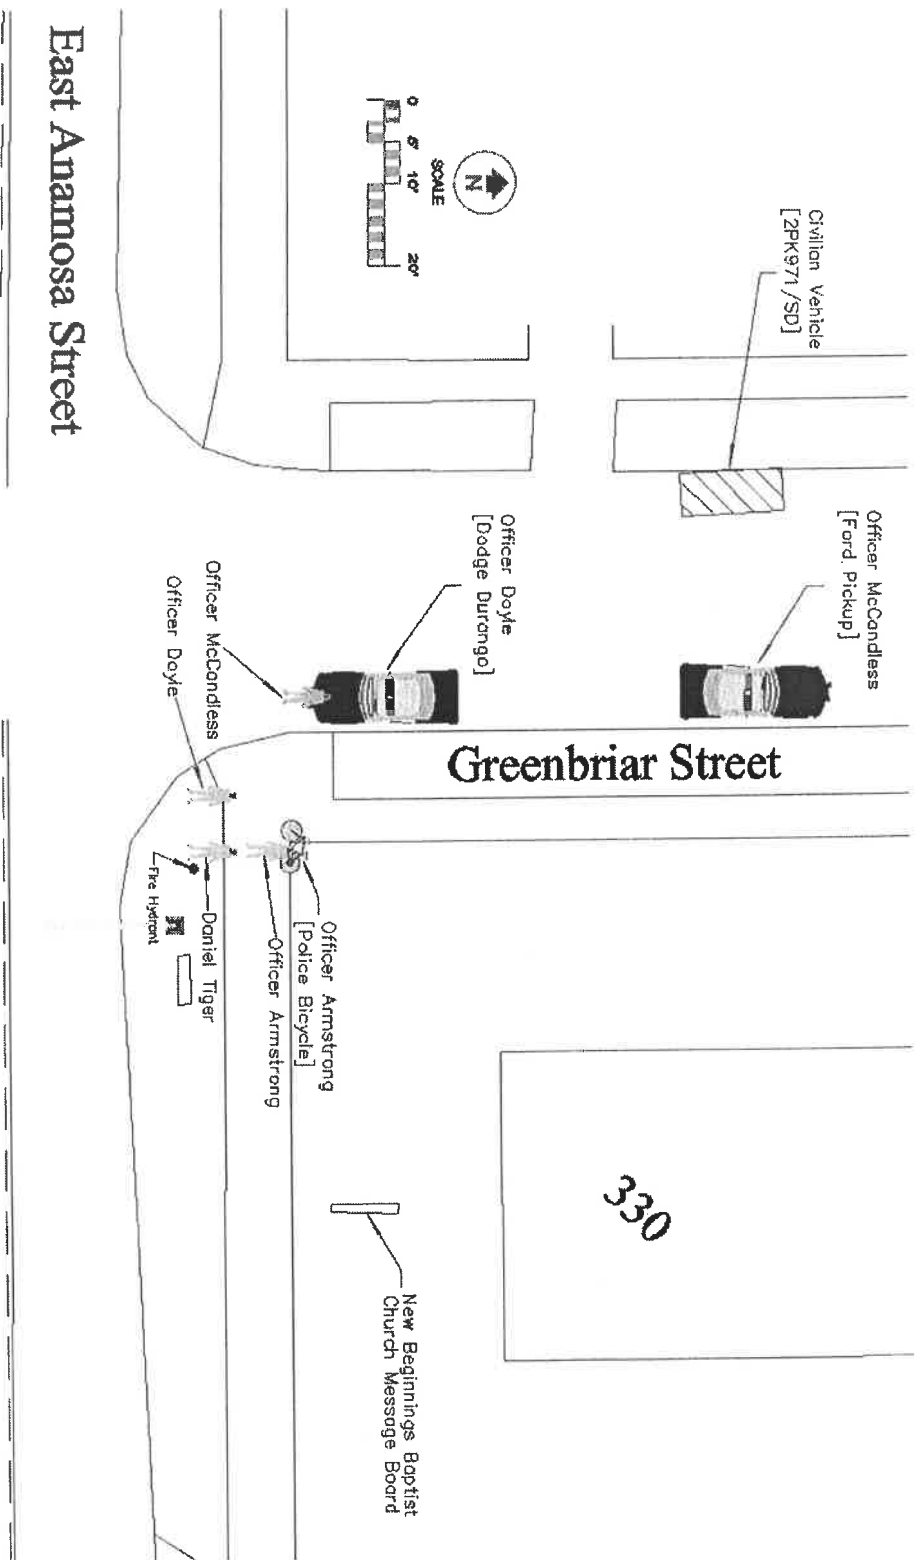 Civilian Vehicle
[2PK971/SD]
Officer McCandless
[Ford. Pickup]
N
SCALE
0
5'
10'
20'
Officer Doyle
[Dodge Durango]
Greenbriar Street
330
Officer McCandless
Officer Doyle
Officer Armstrong
[Police Bicycle]
Officer Armstrong
Daniel Tiger
Fire Hydrant
New Beginnings Baptist
Church Message Board
East Anamosa Street